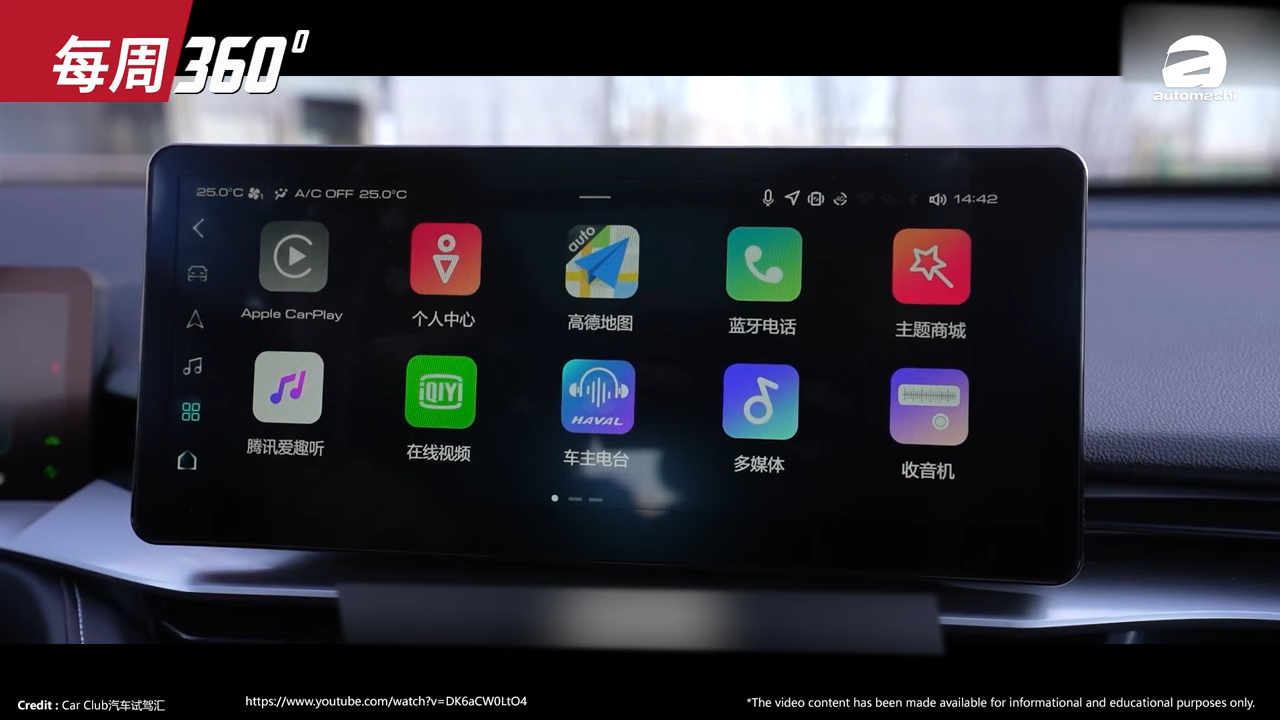 每周360°
automachi
25.0°C 1 A/C OFF 25.0°C
14:42
Apple CarPlay
个人中心
auto
高德地图
蓝牙电话
主题商城
腾讯爱趣听
iQIYI
在线视频
HAVAL
车主电台
多媒体
收音机
Credit : Car Club汽车试驾汇
https://www.youtube.com/watch?v=DK6aCW0LtO4
*The video content has been made available for informational and educational purposes only.